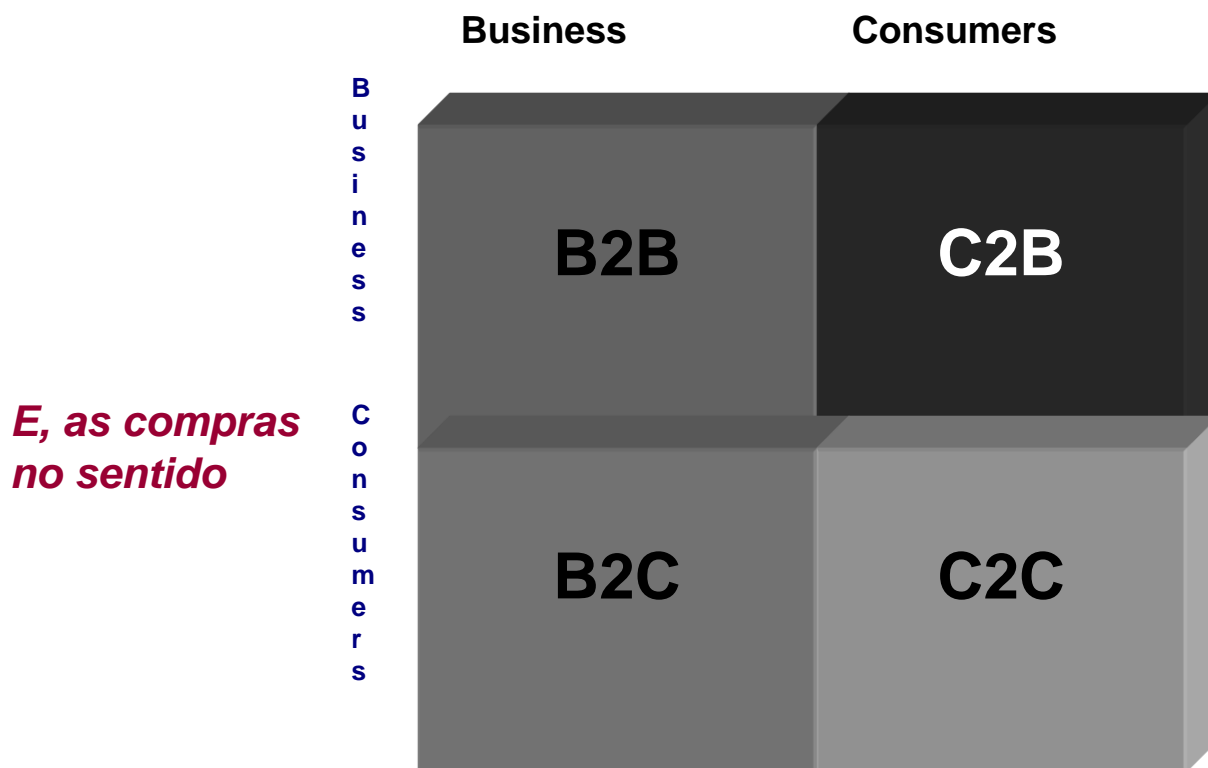 Business Consumers
Business
B2B C2B
E, as compras
no sentido
Consumers
B2C C2C